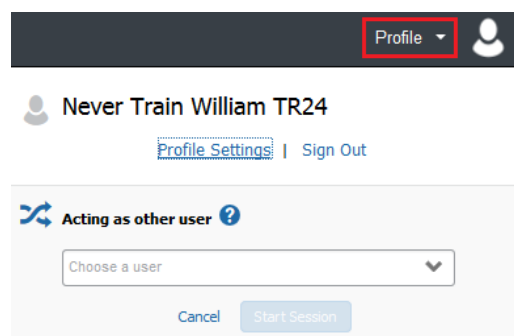 Profile
Never Train William TR24
Profile Settings | Sign Out
Acting as other user ?
Choose a user
Cancel Start Session